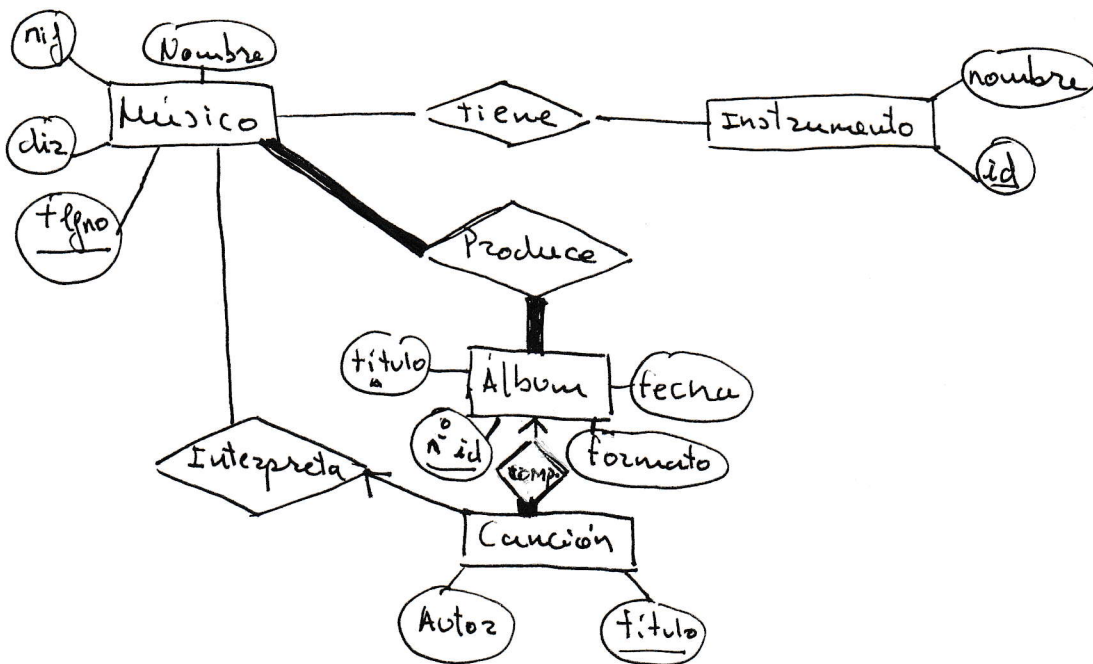 nif
Nombre
Músico
tiene
Instrumento
nombre
id
dir
tlfno
Produce
título
Álbum
fecha
nº id
comp.
formato
Interpreta
Canción
Autor
título